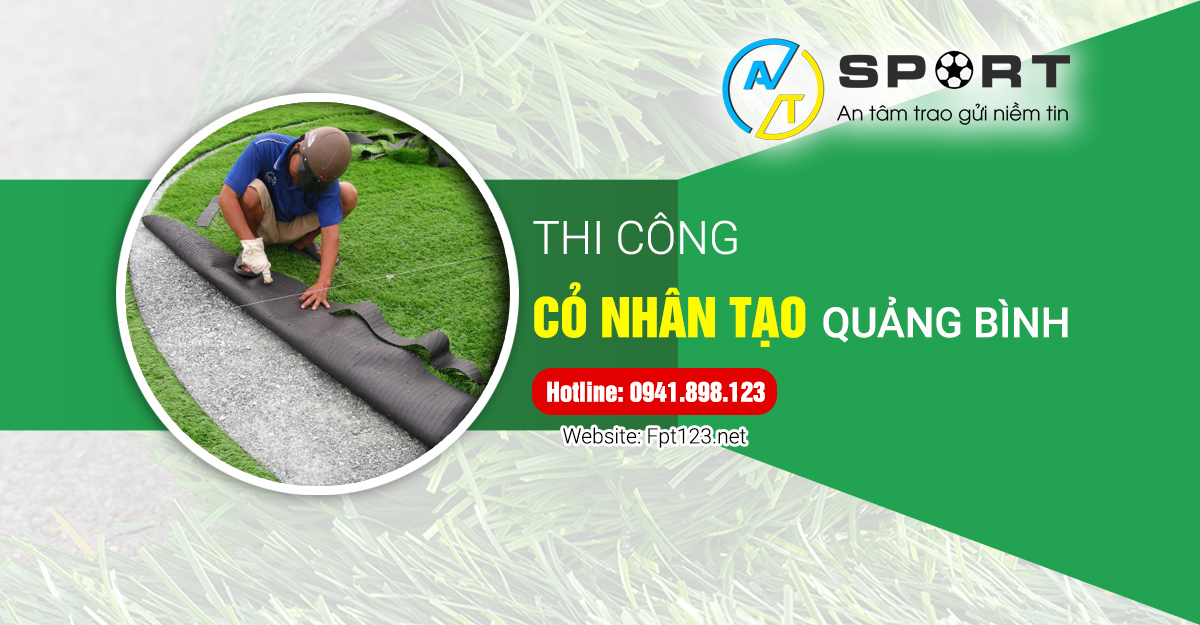 AT SPORT
An tâm trao gửi niềm tin
THI CÔNG
CỎ NHÂN TẠO QUẢNG BÌNH
Hotline: 0941.898.123
Website: Fpt123.net